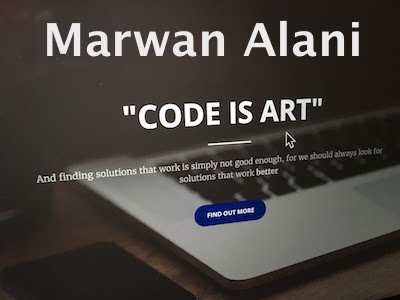 Marwan Alani
"CODE IS ART"
And finding solutions that work is simply not good enough, for we should always look for
solutions that work better
FIND OUT MORE